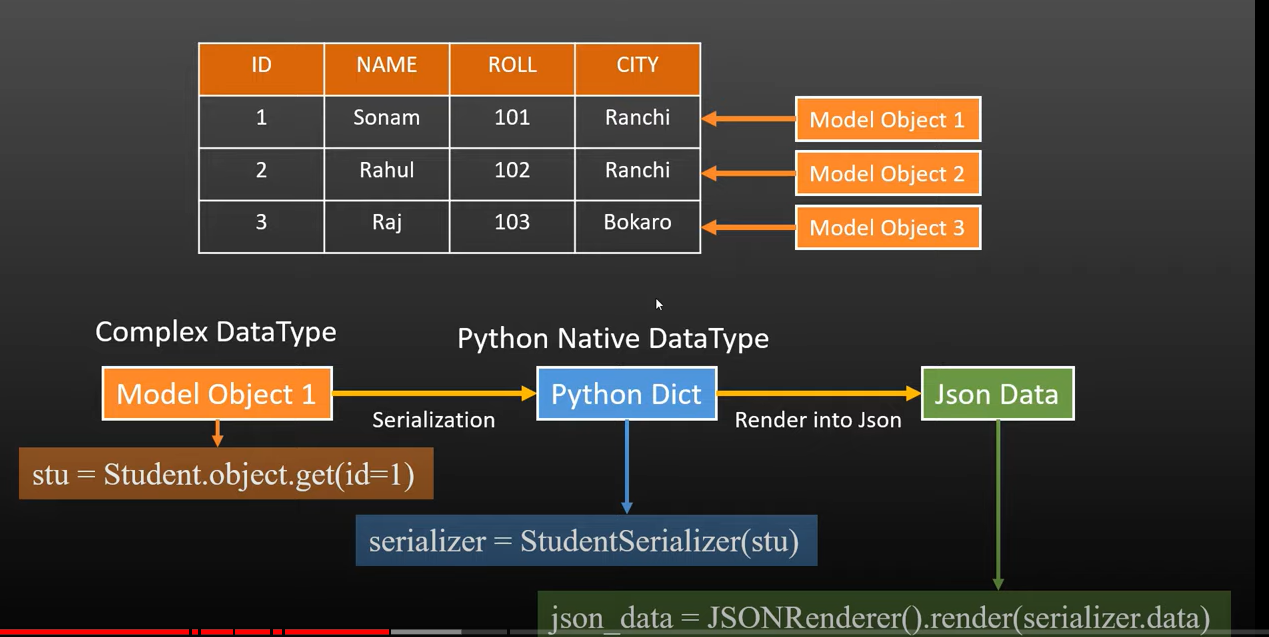 ID NAME ROLL CITY
1 Sonam 101 Ranchi
Model Object 1
2 Rahul 102 Ranchi
Model Object 2
3 Raj 103 Bokaro
Model Object 3
Complex DataType
Python Native DataType
Model Object 1
Python Dict
Json Data
Serialization
Render into Json
stu = Student.object.get(id=1)
serializer = StudentSerializer(stu)
json_data = JSONRenderer().render(serializer.data)